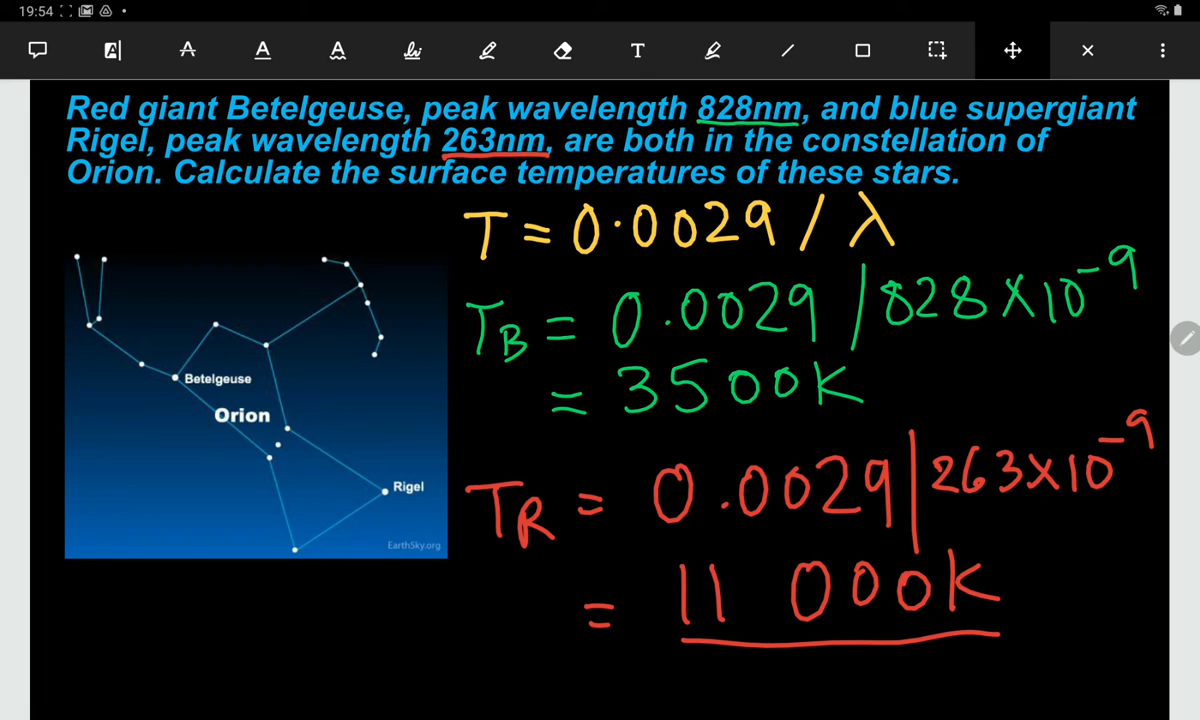 19:54
Red giant Betelgeuse, peak wavelength 828nm, and blue supergiant
Rigel, peak wavelength 263nm, are both in the constellation of
Orion. Calculate the surface temperatures of these stars.
T = 0.0029 / λ
T_B = 0.0029 / 828 × 10⁻⁹
= 3500K
T_R = 0.0029 / 263 × 10⁻⁹
= 11 000K
Betelgeuse
Orion
Rigel
EarthSky.org